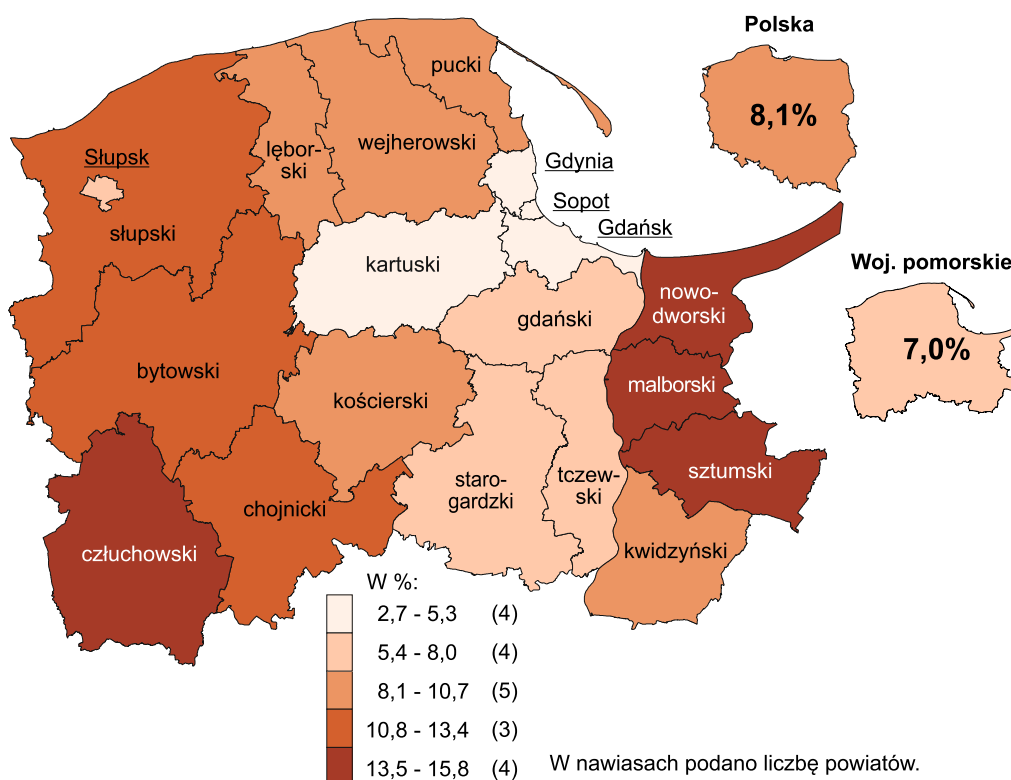 Polska
8,1%
Woj. pomorskie
7,0%
pucki
wejherowski
lębor-
ski
Słupsk
słupski
Gdynia
Sopot
Gdańsk
kartuski
nowo-
dworski
gdański
bytowski
malborski
kościerski
sztumski
staro-
gardzki
tczew-
ski
chojnicki
człuchowski
kwidzyński
W %:
2,7 - 5,3 (4)
5,4 - 8,0 (4)
8,1 - 10,7 (5)
10,8 - 13,4 (3)
13,5 - 15,8 (4)
W nawiasach podano liczbę powiatów.